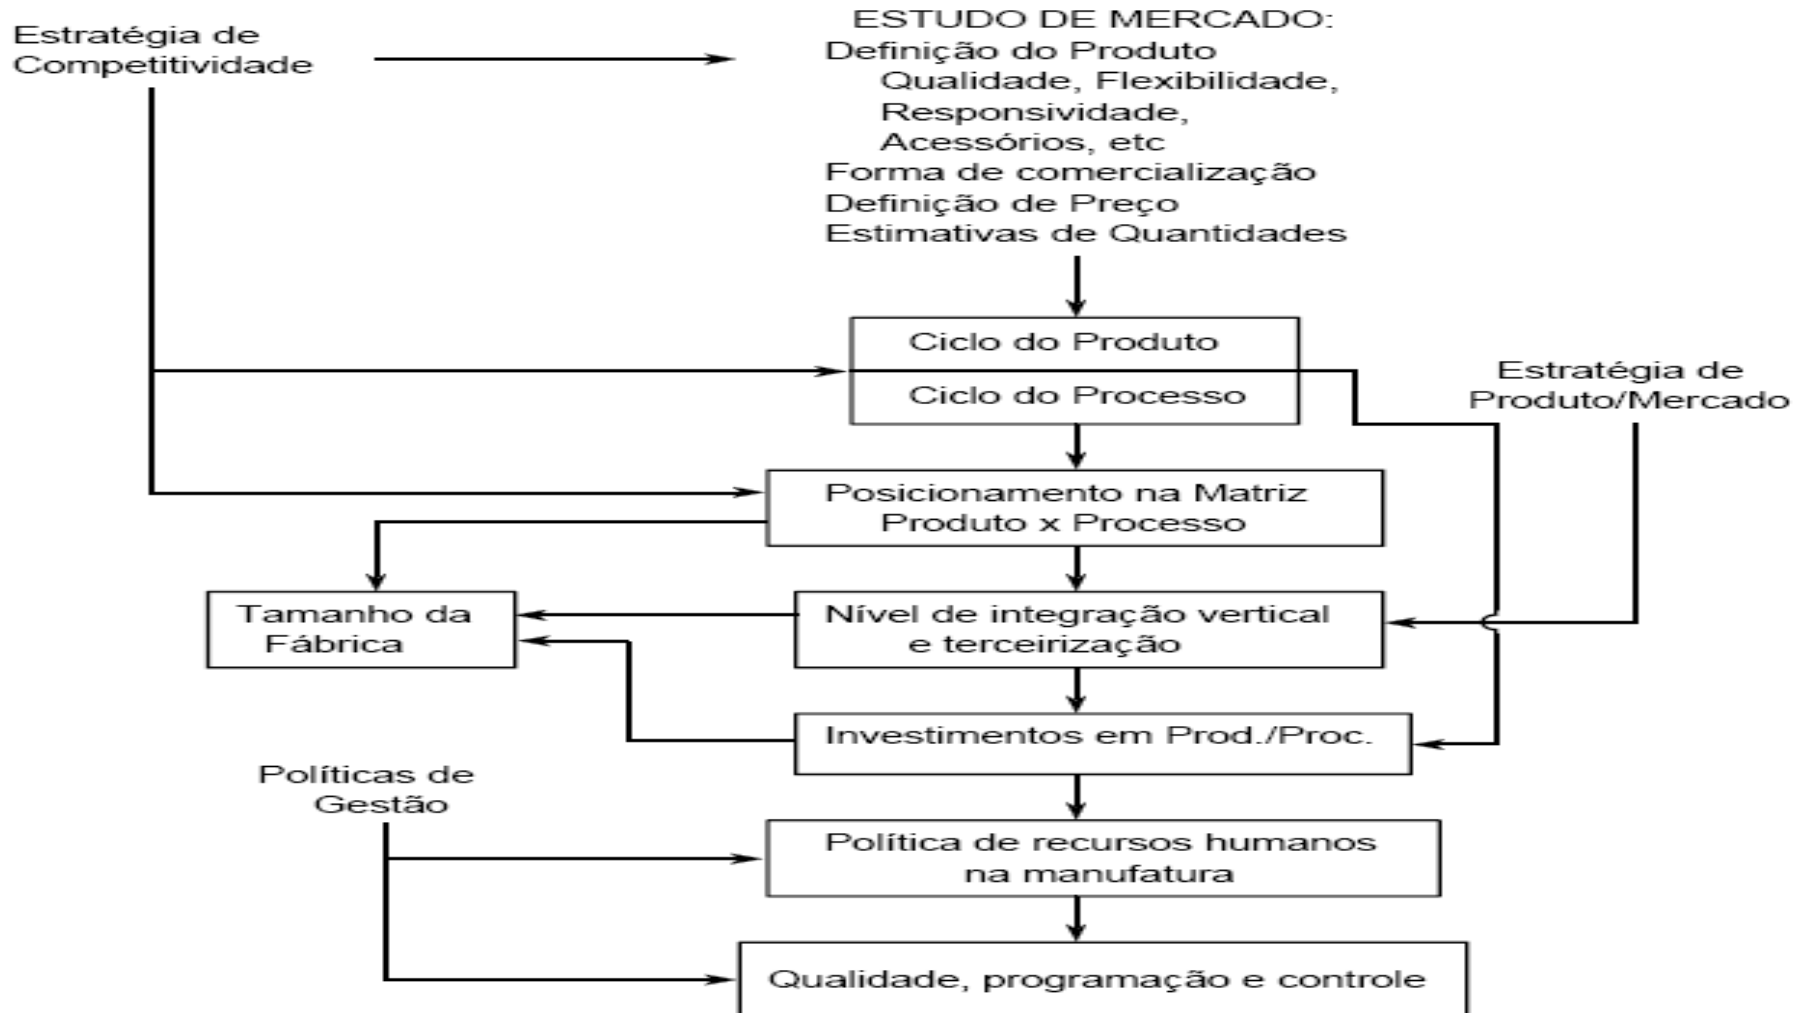 Estratégia de
Competitividade
ESTUDO DE MERCADO:
Definição do Produto
Qualidade, Flexibilidade,
Responsividade,
Acessórios, etc
Forma de comercialização
Definição de Preço
Estimativas de Quantidades
Ciclo do Produto
Ciclo do Processo
Estratégia de
Produto/Mercado
Posicionamento na Matriz
Produto x Processo
Tamanho da
Fábrica
Nível de integração vertical
e terceirização
Investimentos em Prod./Proc.
Políticas de
Gestão
Política de recursos humanos
na manufatura
Qualidade, programação e controle